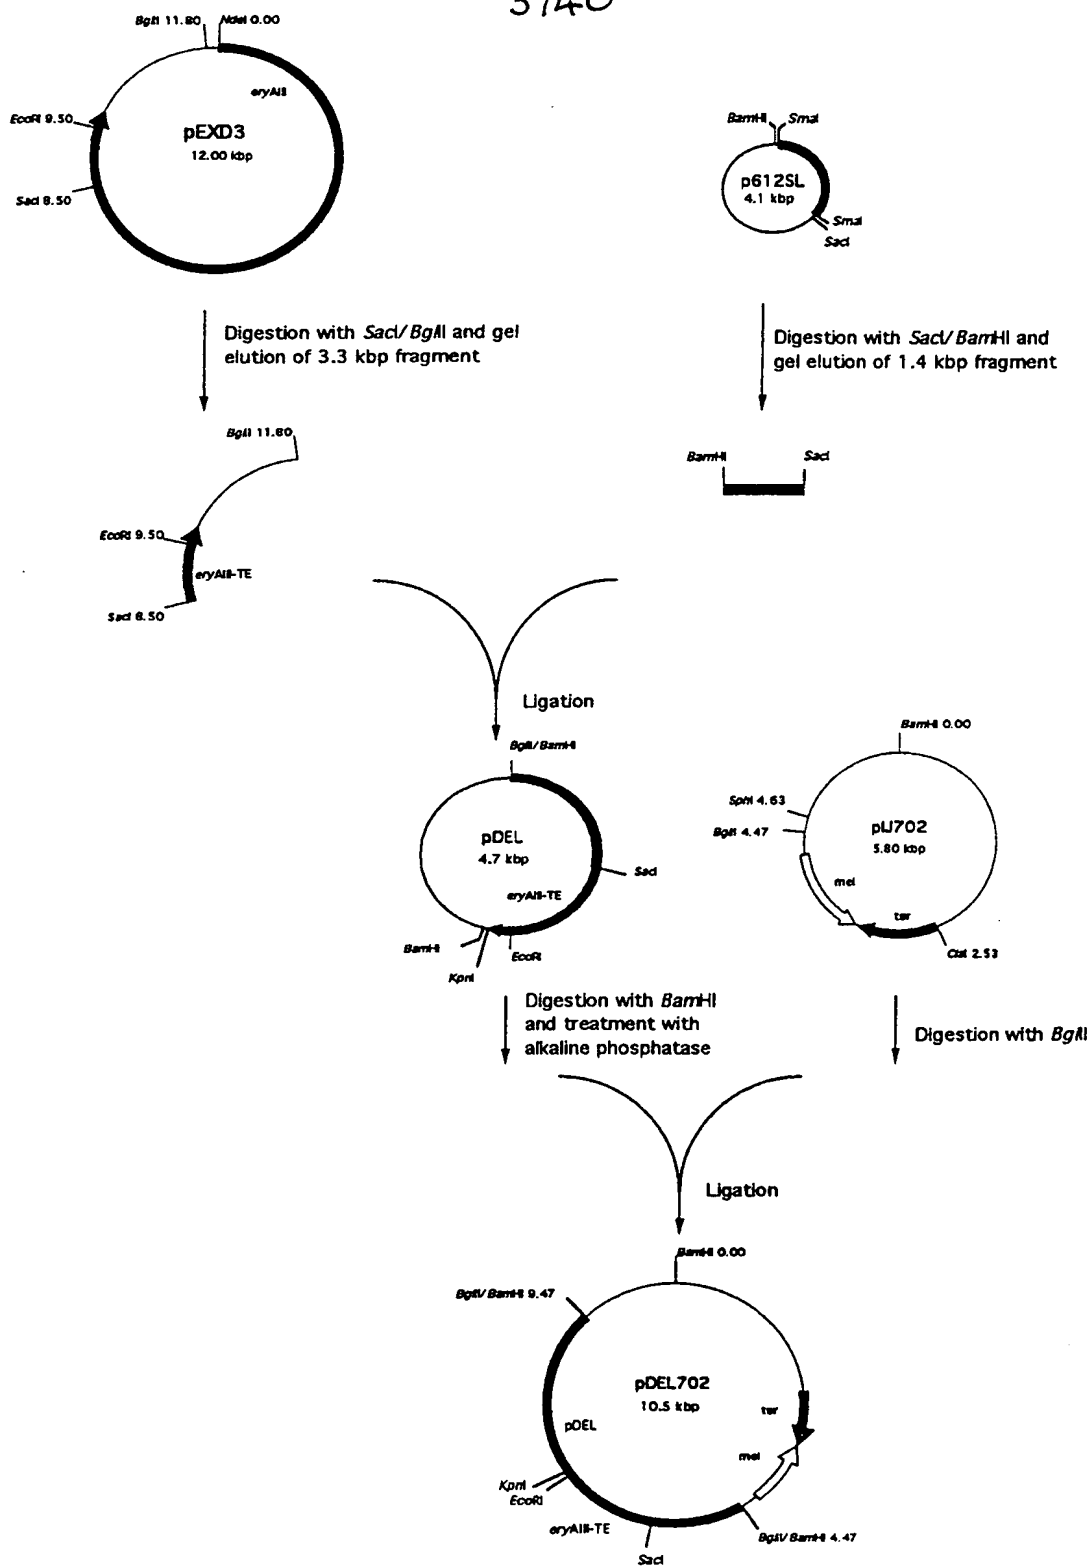 5/40
BglII 11.80
NdeI 0.00
eryAIII
EcoRI 9.50
pEXD3
12.00 kbp
SacI 8.50
BamHI
SmaI
p612SL
4.1 kbp
SmaI
SacI
Digestion with SacI/BglII and gel
elution of 3.3 kbp fragment
Digestion with SacI/BamHI and
gel elution of 1.4 kbp fragment
BglII 11.80
BamHI
SacI
EcoRI 9.50
eryAIII-TE
SacI 8.50
Ligation
BglII/BamHI
pDEL
4.7 kbp
SacI
eryAIII-TE
BamHI
EcoRI
KpnI
BamHI 0.00
SphI 4.63
BglII 4.47
pIJ702
5.80 kbp
mel
tsr
ClaI 2.53
Digestion with BamHI
and treatment with
alkaline phosphatase
Digestion with BglII
Ligation
BamHI 0.00
BglII/BamHI 9.47
pDEL702
10.5 kbp
tsr
pDEL
mel
KpnI
EcoRI
eryAIII-TE
BglII/BamHI 4.47
SacI